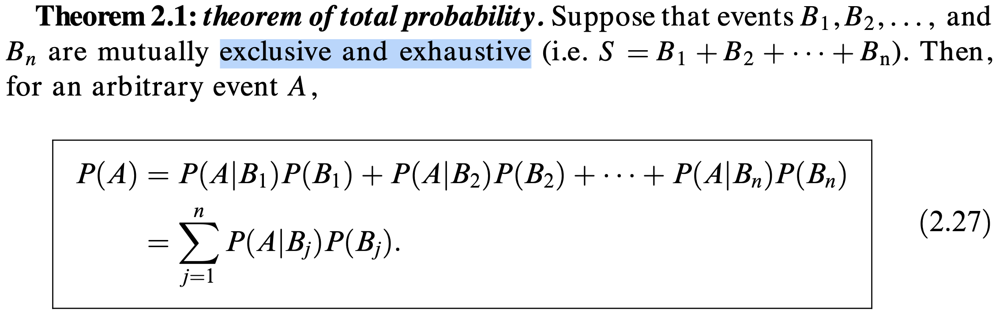 Theorem 2.1: theorem of total probability. Suppose that events B₁, B₂, . . . , and
Bₙ are mutually exclusive and exhaustive (i.e. S = B₁ + B₂ + · · · + Bₙ). Then,
for an arbitrary event A,
P(A) = P(A|B₁)P(B₁) + P(A|B₂)P(B₂) + · · · + P(A|Bₙ)P(Bₙ)
= ∑_{j=1}^{n} P(A|Bⱼ)P(Bⱼ).
(2.27)